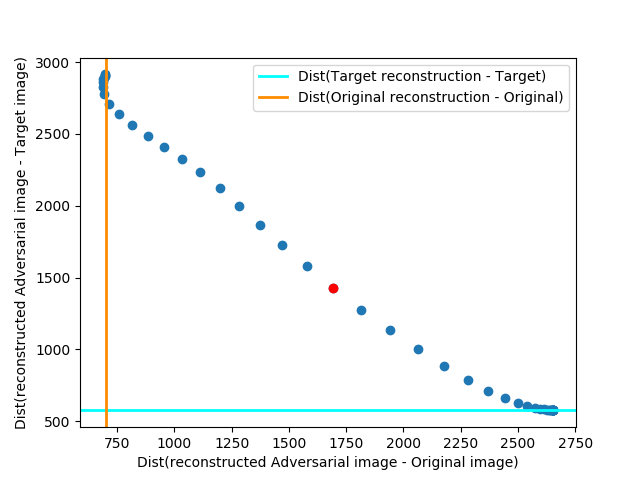 3000
2500
2000
1500
1000
500
Dist(reconstructed Adversarial image - Target image)
Dist(Target reconstruction - Target)
Dist(Original reconstruction - Original)
750 1000 1250 1500 1750 2000 2250 2500 2750
Dist(reconstructed Adversarial image - Original image)